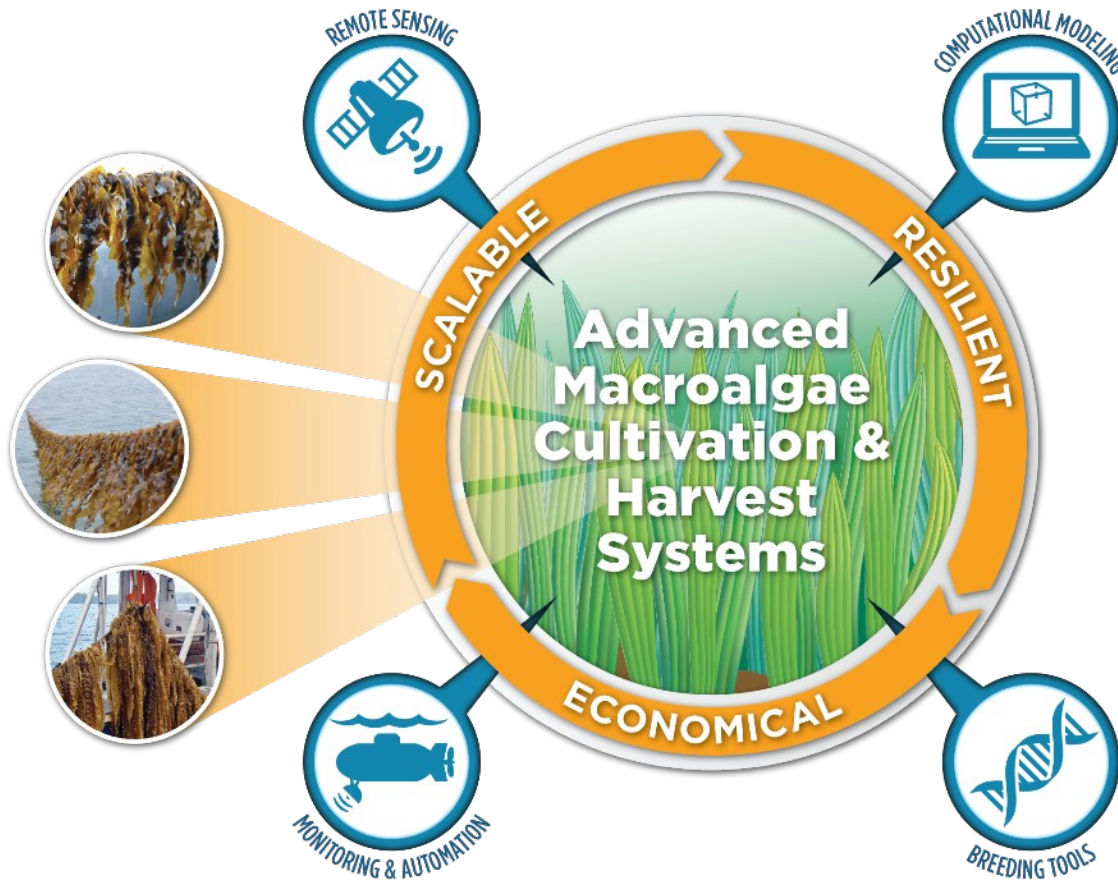 REMOTE SENSING
COMPUTATIONAL MODELING
SCALABLE
RESILIENT
Advanced
Macroalgae
Cultivation &
Harvest
Systems
ECONOMICAL
MONITORING & AUTOMATION
BREEDING TOOLS